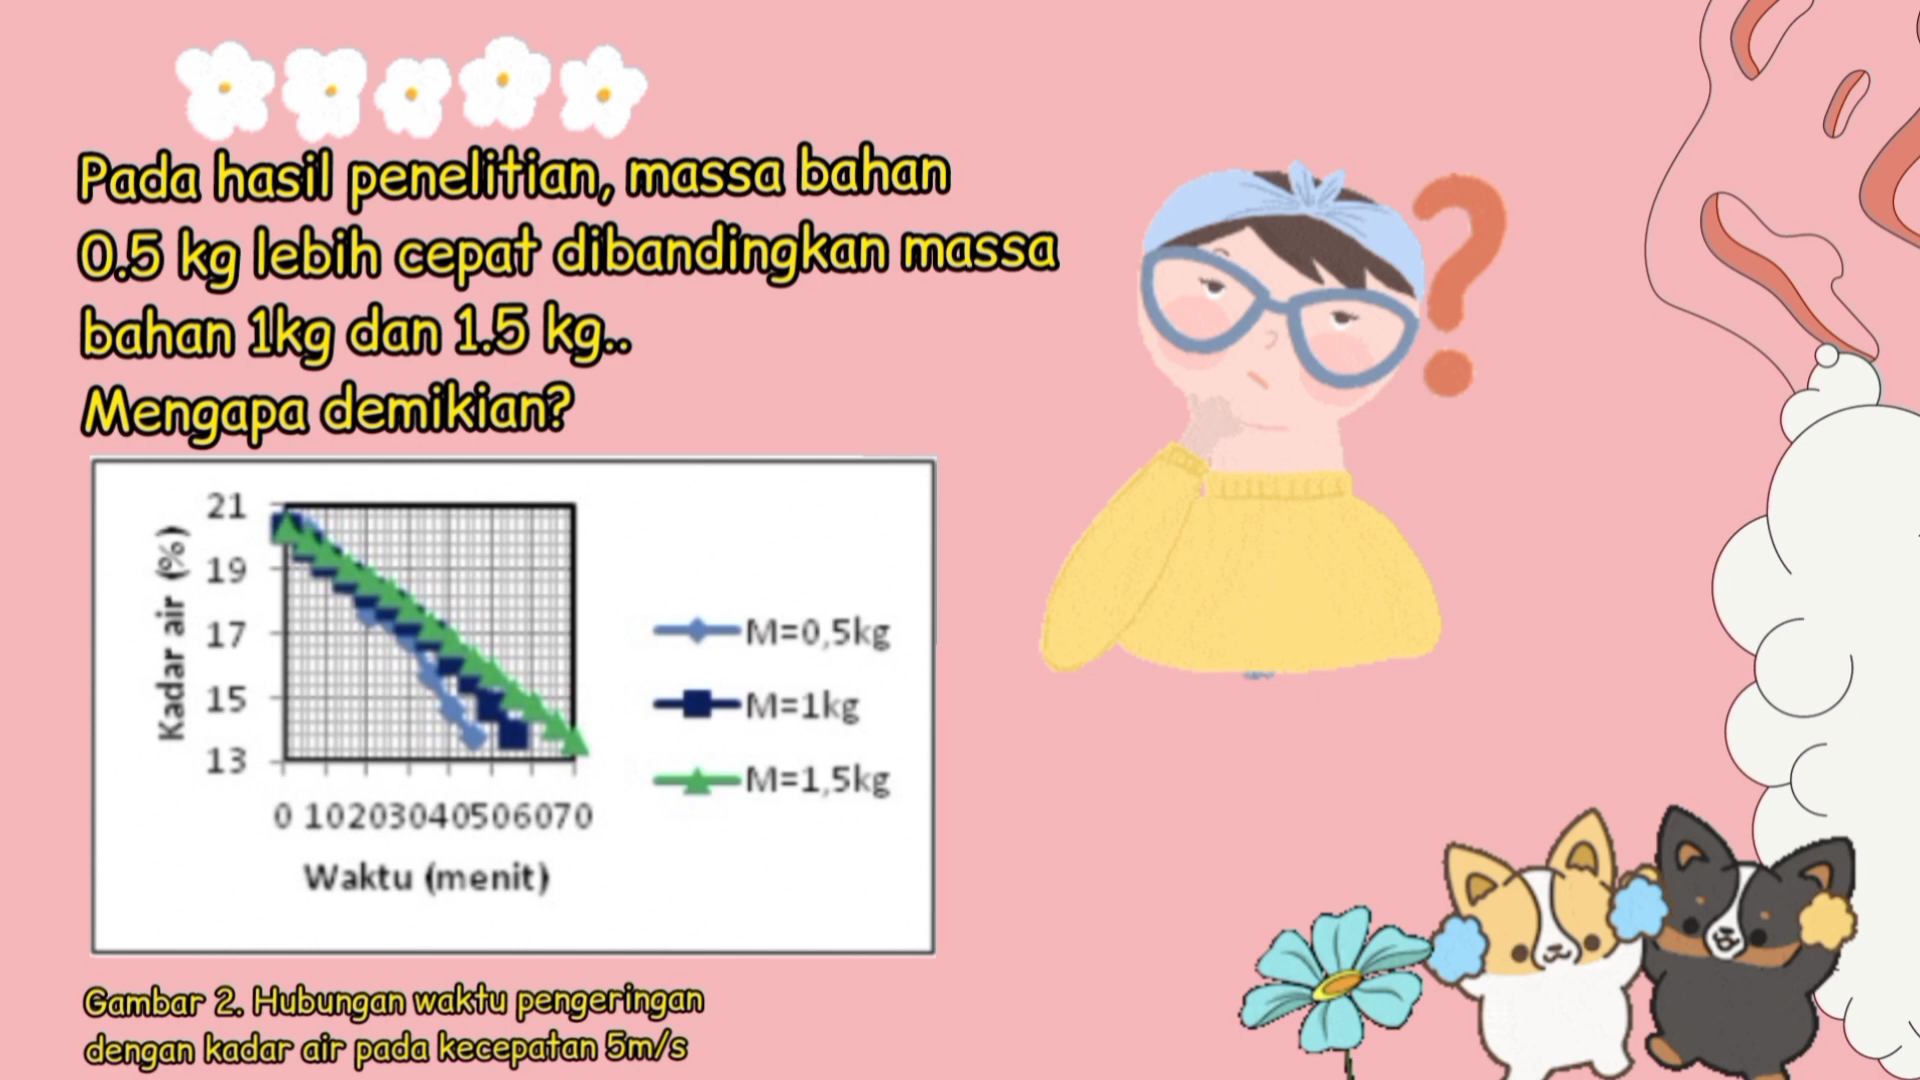 Pada hasil penelitian, massa bahan
0.5 kg lebih cepat dibandingkan massa
bahan 1kg dan 1.5 kg..
Mengapa demikian?
21
19
17
15
13
Kadar air (%)
0 10203040506070
Waktu (menit)
M=0,5kg
M=1kg
M=1,5kg
Gambar 2. Hubungan waktu pengeringan
dengan kadar air pada kecepatan 5m/s